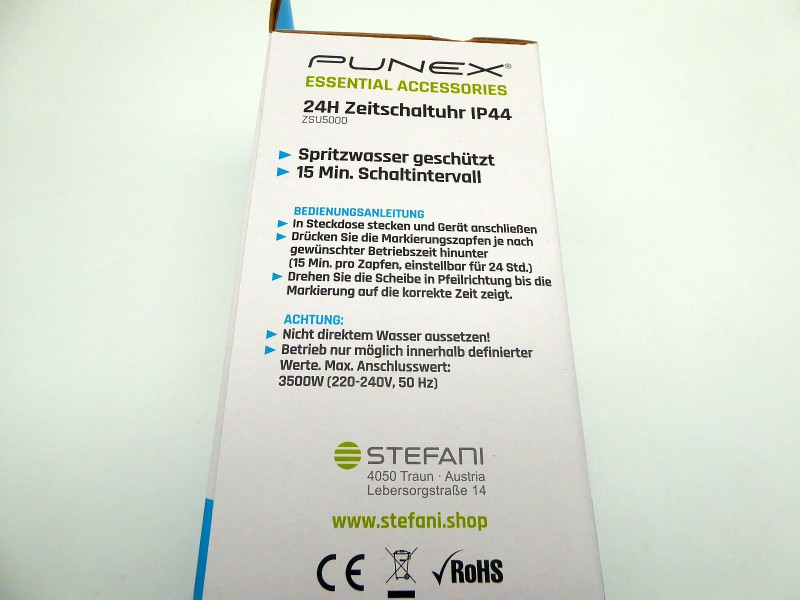 PUNEX®
ESSENTIAL ACCESSORIES
24H Zeitschaltuhr IP44
ZSU5000
Spritzwasser geschützt
15 Min. Schaltintervall
BEDIENUNGSANLEITUNG
In Steckdose stecken und Gerät anschließen
Drücken Sie die Markierungszapfen je nach
gewünschter Betriebszeit hinunter
(15 Min. pro Zapfen, einstellbar für 24 Std.)
Drehen Sie die Scheibe in Pfeilrichtung bis die
Markierung auf die korrekte Zeit zeigt.
ACHTUNG:
Nicht direktem Wasser aussetzen!
Betrieb nur möglich innerhalb definierter
Werte. Max. Anschlusswert:
3500W (220-240V, 50 Hz)
STEFANI
4050 Traun · Austria
Lebersorgstraße 14
www.stefani.shop
CE RoHS